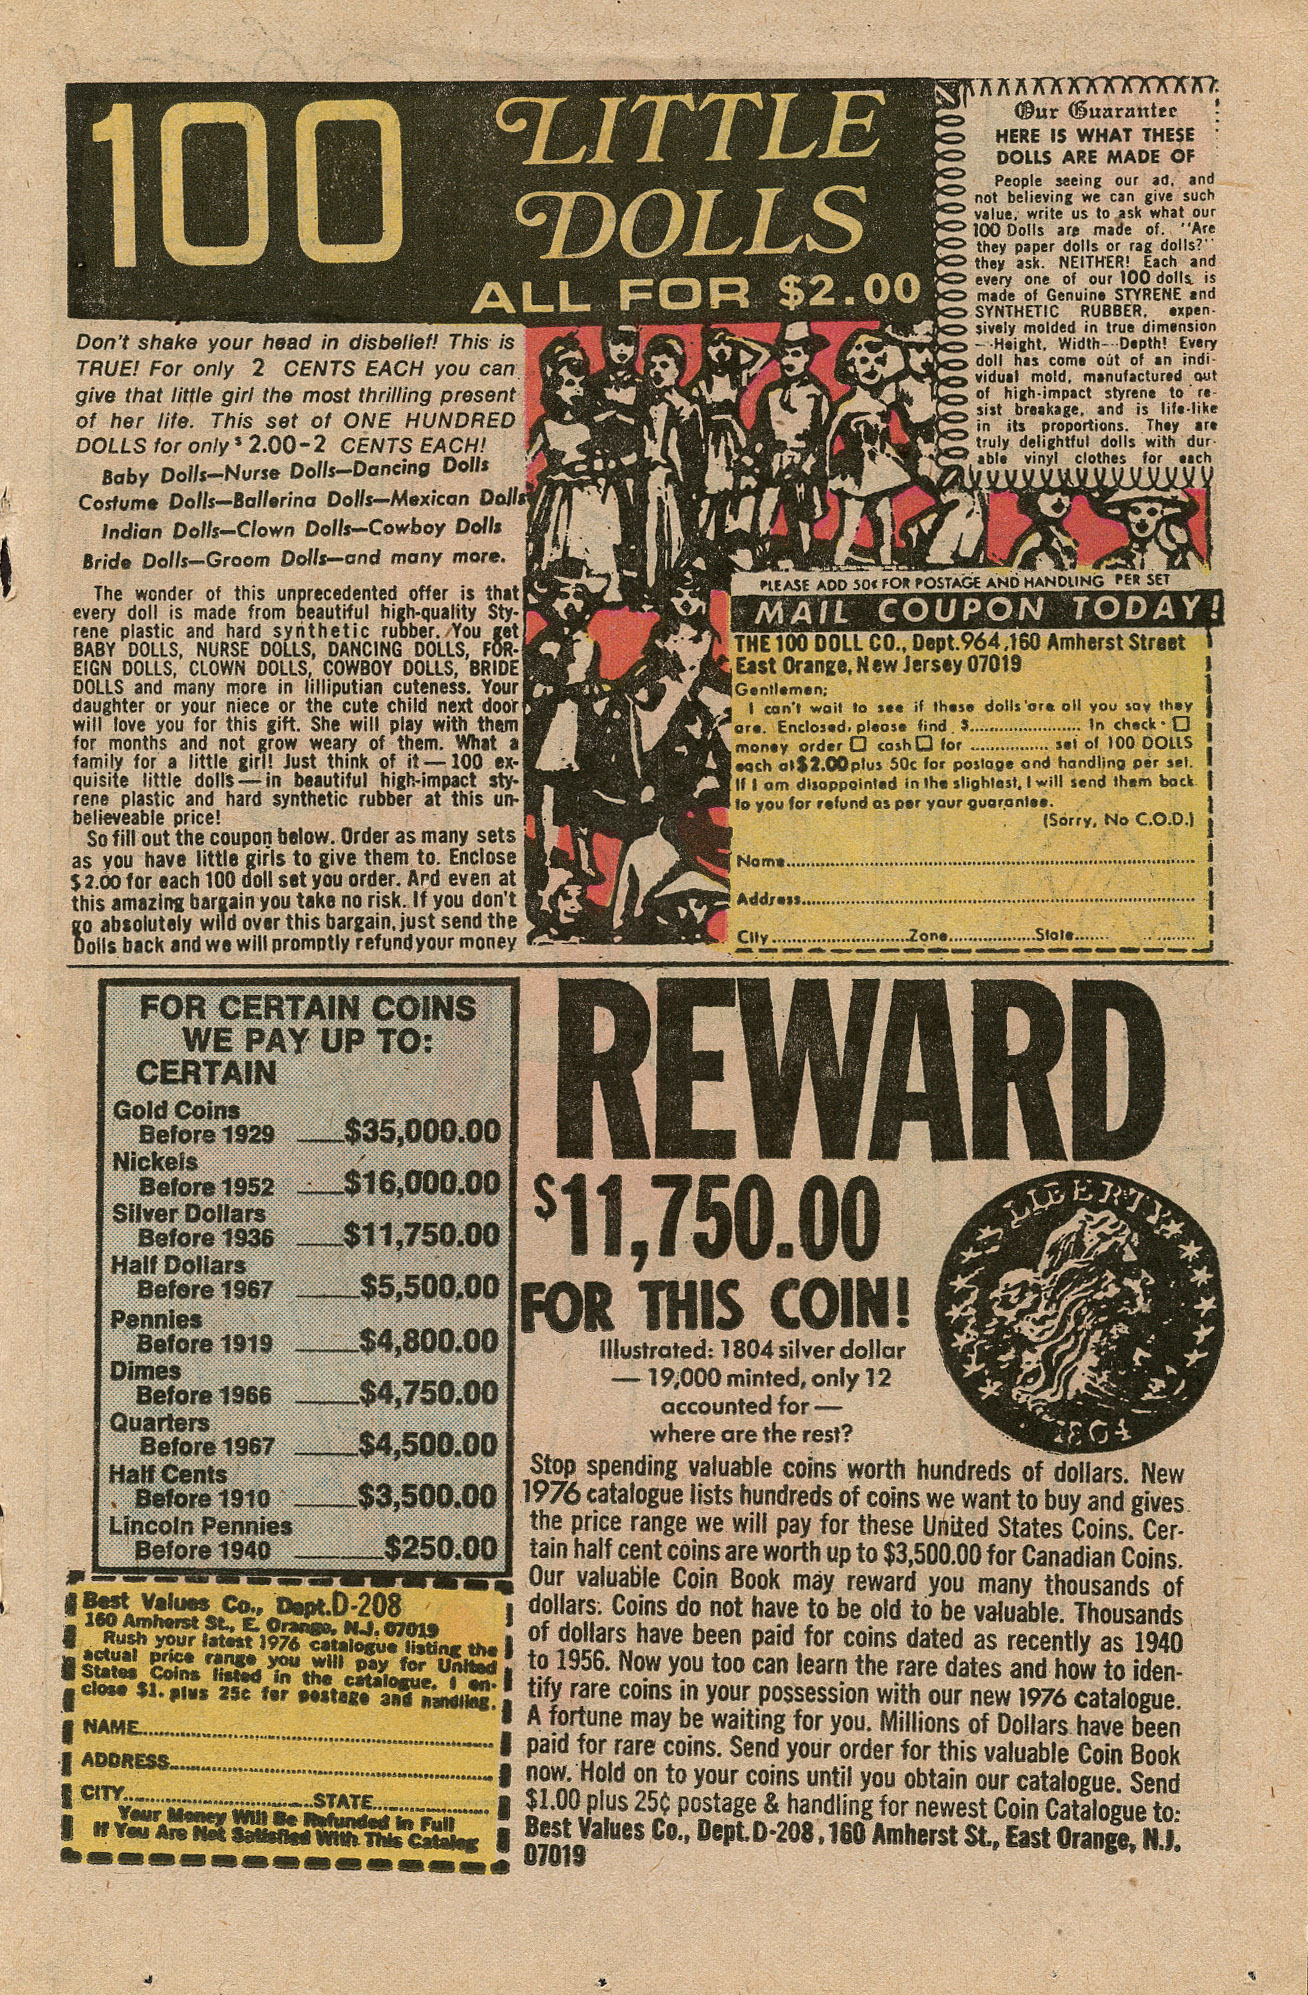 100
LITTLE
DOLLS
ALL FOR $2.00
Don't shake your head in disbelief! This is
TRUE! For only 2 CENTS EACH you can
give that little girl the most thrilling present
of her life. This set of ONE HUNDRED
DOLLS for only $2.00-2 CENTS EACH!
Baby Dolls—Nurse Dolls—Dancing Dolls
Costume Dolls—Ballerina Dolls—Mexican Dolls
Indian Dolls—Clown Dolls—Cowboy Dolls
Bride Dolls—Groom Dolls—and many more.
The wonder of this unprecedented offer is that
every doll is made from beautiful high-quality Sty-
rene plastic and hard synthetic rubber. You get
BABY DOLLS, NURSE DOLLS, DANCING DOLLS, FOR-
EIGN DOLLS, CLOWN DOLLS, COWBOY DOLLS, BRIDE
DOLLS and many more in lilliputian cuteness. Your
daughter or your niece or the cute child next door
will love you for this gift. She will play with them
for months and not grow weary of them. What a
family for a little girl! Just think of it—100 ex-
quisite little dolls—in beautiful high-impact sty-
rene plastic and hard synthetic rubber at this un-
believeable price!
So fill out the coupon below. Order as many sets
as you have little girls to give them to. Enclose
$2.00 for each 100 doll set you order. And even at
this amazing bargain you take no risk. If you don't
go absolutely wild over this bargain, just send the
Dolls back and we will promptly refund your money
Our Guarantee
HERE IS WHAT THESE
DOLLS ARE MADE OF
People seeing our ad, and
not believing we can give such
value, write us to ask what our
100 Dolls are made of. "Are
they paper dolls or rag dolls?"
they ask. NEITHER! Each and
every one of our 100 dolls is
made of Genuine STYRENE and
SYNTHETIC RUBBER, expen-
sively molded in true dimension
—Height, Width—Depth! Every
doll has come out of an indi-
vidual mold, manufactured out
of high-impact styrene to re-
sist breakage, and is life-like
in its proportions. They are
truly delightful dolls with dur-
able vinyl clothes for each
PLEASE ADD 50¢ FOR POSTAGE AND HANDLING PER SET
MAIL COUPON TODAY!
THE 100 DOLL CO., Dept. 964, 160 Amherst Street
East Orange, New Jersey 07019
Gentlemen;
I can't wait to see if these dolls are all you say they
are. Enclosed, please find $........................ In check □
money order □ cash □ for ................ set of 100 DOLLS
each at $2.00 plus 50c for postage and handling per set.
If I am disappointed in the slightest, I will send them back
to you for refund as per your guarantee.
(Sorry, No C.O.D.)
Name................................................
Address................................................
City........................Zone................State................
FOR CERTAIN COINS
WE PAY UP TO:
CERTAIN
Gold Coins
Before 1929 ___$35,000.00
Nickels
Before 1952 ___$16,000.00
Silver Dollars
Before 1936 ___$11,750.00
Half Dollars
Before 1967 ___$5,500.00
Pennies
Before 1919 ___$4,800.00
Dimes
Before 1966 ___$4,750.00
Quarters
Before 1967 ___$4,500.00
Half Cents
Before 1910 ___$3,500.00
Lincoln Pennies
Before 1940 ___$250.00
Best Values Co., Dept. D-208
160 Amherst St., E. Orange, N.J. 07019
Rush your latest 1976 catalogue listing the
actual price range you will pay for United
States Coins listed in the catalogue. I en-
close $1. plus 25c for postage and handling.
NAME................................................
ADDRESS................................................
CITY........................STATE................
Your Money Will Be Refunded in Full
If You Are Not Satisfied With This Catalog
REWARD
$11,750.00
FOR THIS COIN!
LIBERTY
1804
Illustrated: 1804 silver dollar
— 19,000 minted, only 12
accounted for —
where are the rest?
Stop spending valuable coins worth hundreds of dollars. New
1976 catalogue lists hundreds of coins we want to buy and gives
the price range we will pay for these United States Coins. Cer-
tain half cent coins are worth up to $3,500.00 for Canadian Coins.
Our valuable Coin Book may reward you many thousands of
dollars. Coins do not have to be old to be valuable. Thousands
of dollars have been paid for coins dated as recently as 1940
to 1956. Now you too can learn the rare dates and how to iden-
tify rare coins in your possession with our new 1976 catalogue.
A fortune may be waiting for you. Millions of Dollars have been
paid for rare coins. Send your order for this valuable Coin Book
now. Hold on to your coins until you obtain our catalogue. Send
$1.00 plus 25¢ postage & handling for newest Coin Catalogue to:
Best Values Co., Dept. D-208, 160 Amherst St., East Orange, N.J.
07019